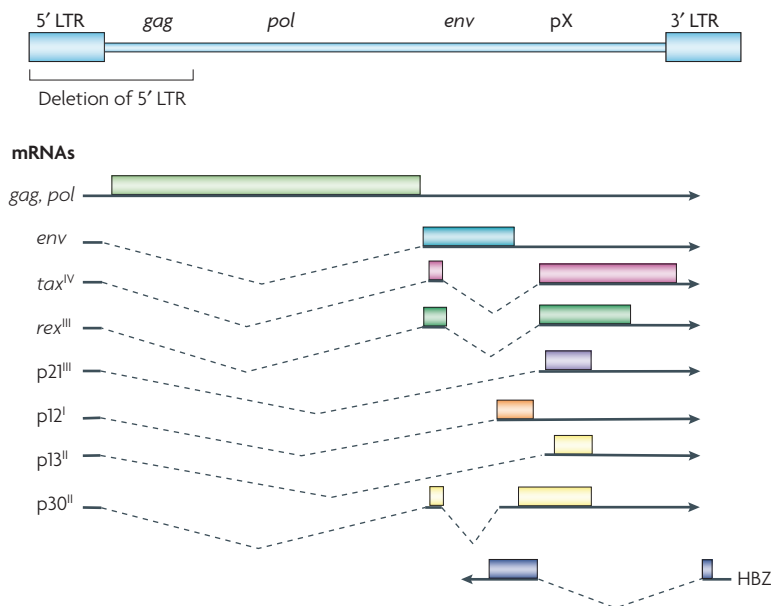 5′ LTR gag pol env pX 3′ LTR
Deletion of 5′ LTR
mRNAs
gag, pol
env
taxIV
rexIII
p21III
p12I
p13II
p30II
HBZ